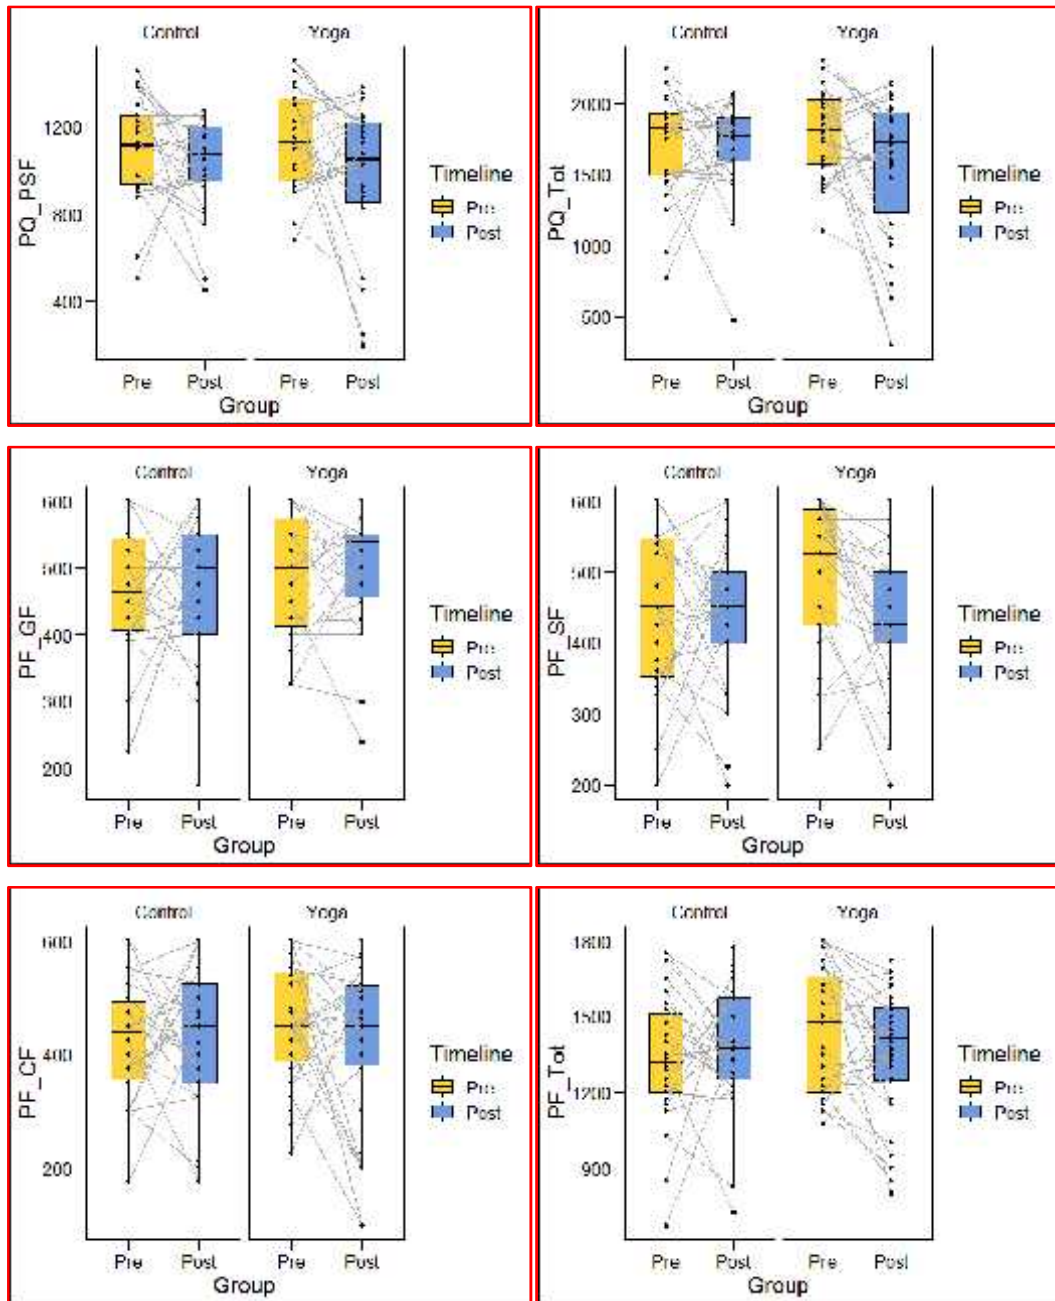 Control Yoga
PQ_PSF
1200
800
400
Pre Post Pre Post
Group
Timeline
Pre
Post
Control Yoga
PQ_Tot
2000
1500
1000
500
Pre Post Pre Post
Group
Timeline
Pre
Post
Control Yoga
PF_GF
600
500
400
300
200
Pre Post Pre Post
Group
Timeline
Pre
Post
Control Yoga
PF_SF
600
500
400
300
200
Pre Post Pre Post
Group
Timeline
Pre
Post
Control Yoga
PF_CF
600
400
200
Pre Post Pre Post
Group
Timeline
Pre
Post
Control Yoga
PF_Tot
1800
1500
1200
900
Pre Post Pre Post
Group
Timeline
Pre
Post